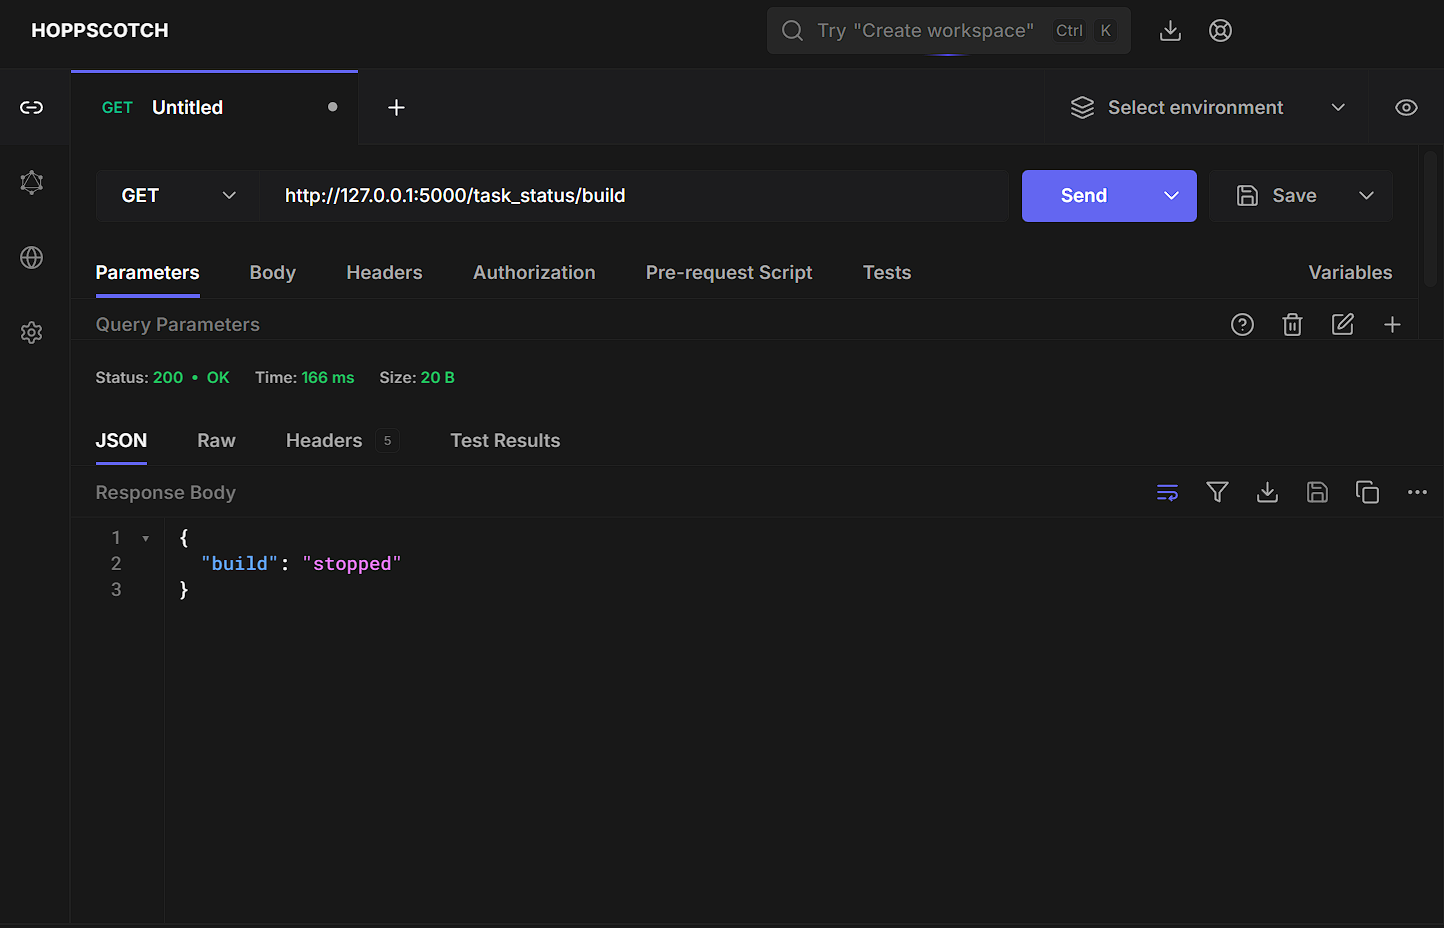 HOPPSCOTCH
Try "Create workspace" Ctrl K
GET Untitled
Select environment
GET http://127.0.0.1:5000/task_status/build Send Save
Parameters Body Headers Authorization Pre-request Script Tests Variables
Query Parameters
Status: 200 • OK Time: 166 ms Size: 20 B
JSON Raw Headers 5 Test Results
Response Body
1 {
2 "build": "stopped"
3 }